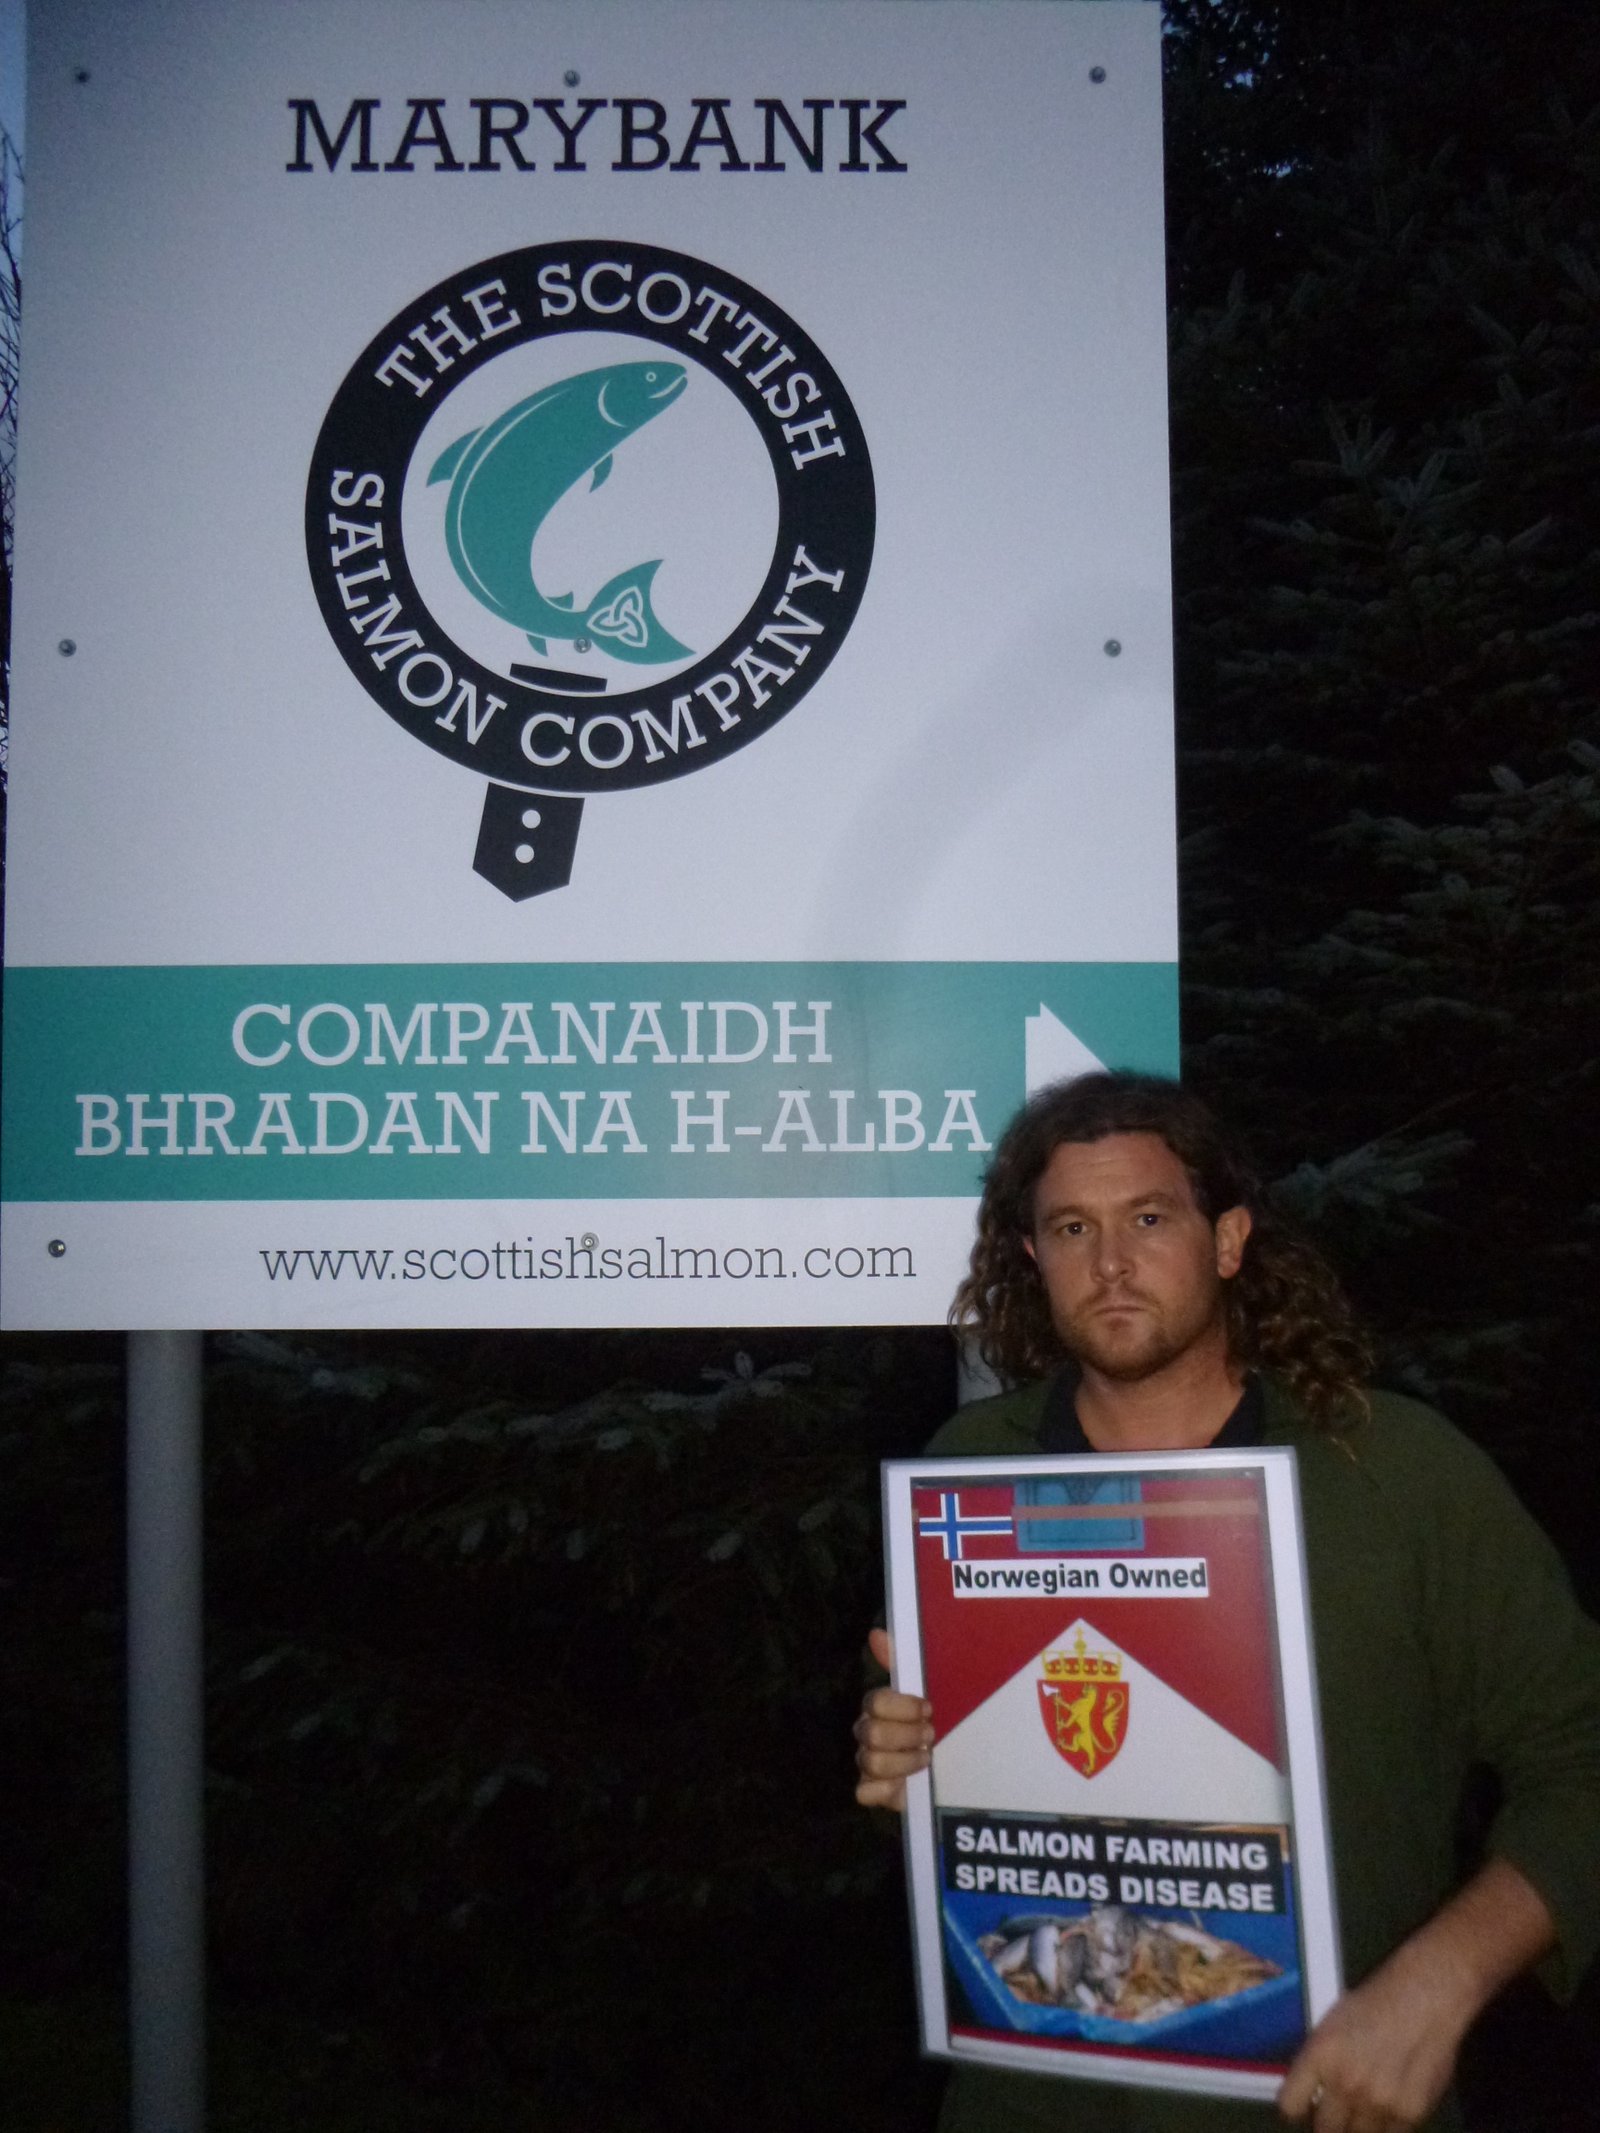 MARYBANK
THE SCOTTISH
SALMON COMPANY
COMPANAIDH
BHRADAN NA H-ALBA
www.scottishsalmon.com
Norwegian Owned
SALMON FARMING
SPREADS DISEASE